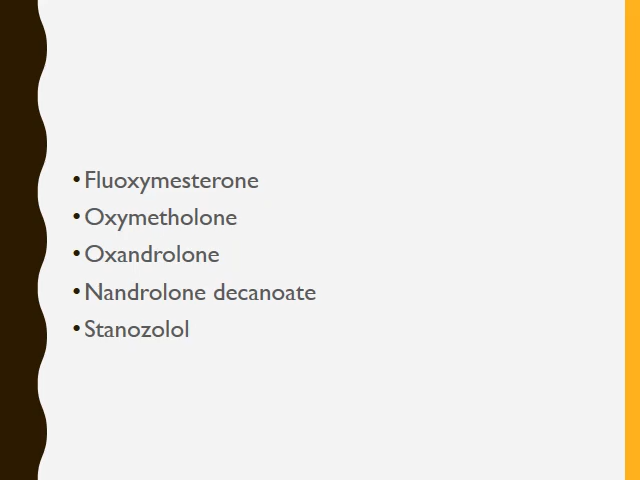 • Fluoxymesterone
• Oxymetholone
• Oxandrolone
• Nandrolone decanoate
• Stanozolol